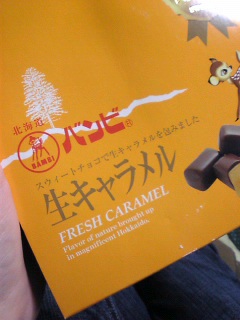 北海道
バンビ
BAMBI
スウィートチョコで生キャラメルを包みました
生キャラメル
FRESH CARAMEL
Flavor of nature brought up
in magnificent Hokkaido.